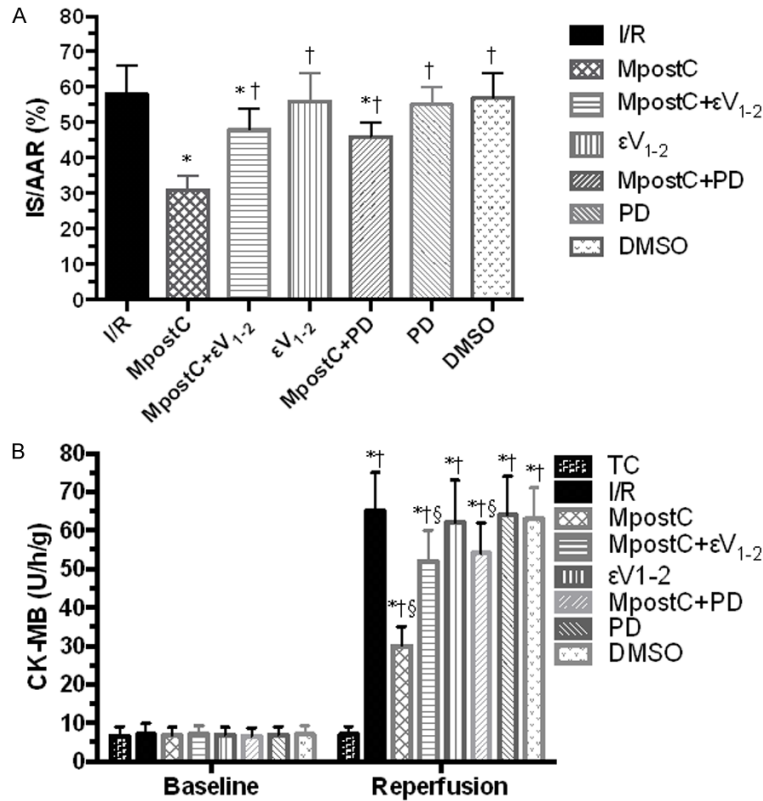 A
IS/AAR (%)
80
70
60
50
40
30
20
10
0
*
*†
†
*†
†
†
I/R
MpostC
MpostC+εV1-2
εV1-2
MpostC+PD
PD
DMSO
I/R
MpostC
MpostC+εV1-2
εV1-2
MpostC+PD
PD
DMSO
B
CK-MB (U/h/g)
80
70
60
50
40
30
20
10
0
*†
*†§
*†§
*†
*†§
*†
*†
Baseline
Reperfusion
TC
I/R
MpostC
MpostC+εV1-2
εV1-2
MpostC+PD
PD
DMSO